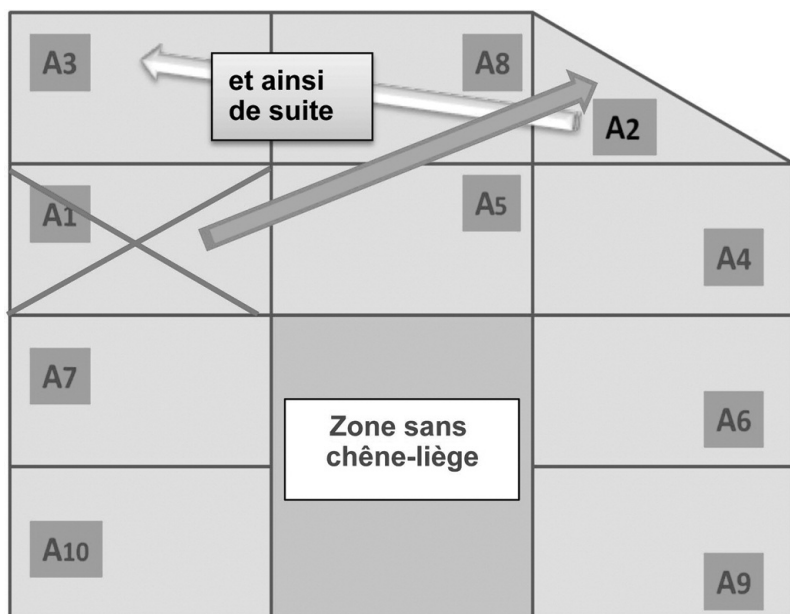 A3
et ainsi
de suite
A8
A2
A1
A5
A4
A7
Zone sans
chêne-liège
A6
A10
A9